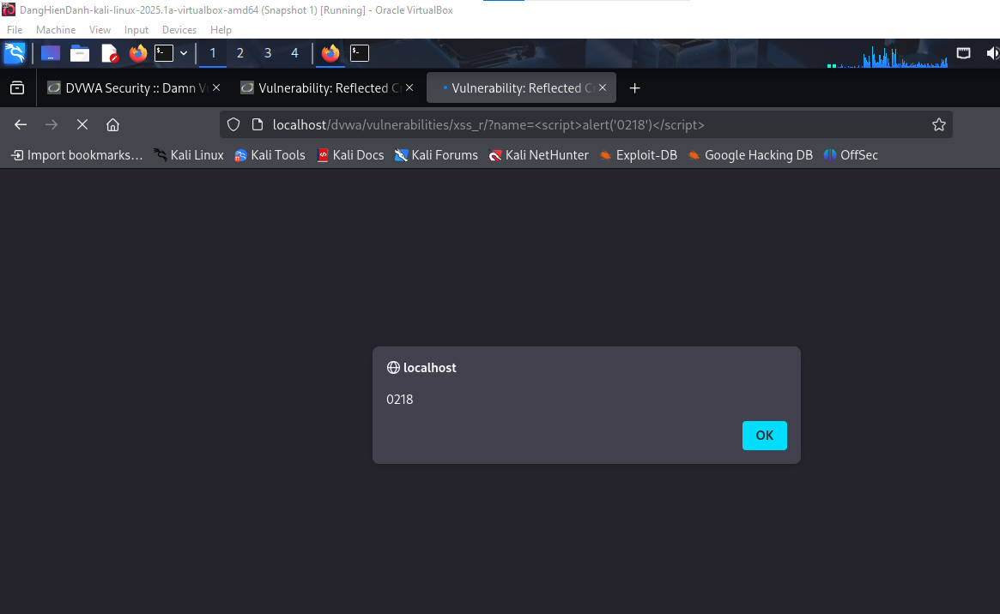 DangHienDanh-kali-linux-2025.1a-virtualbox-amd64 (Snapshot 1) [Running] - Oracle VirtualBox
File Machine View Input Devices Help
1 2 3 4
DVWA Security :: Damn Vu Vulnerability: Reflected Cr Vulnerability: Reflected Cr
localhost/dvwa/vulnerabilities/xss_r/?name=<script>alert('0218')</script>
Import bookmarks… Kali Linux Kali Tools Kali Docs Kali Forums Kali NetHunter Exploit-DB Google Hacking DB OffSec
localhost
0218
OK